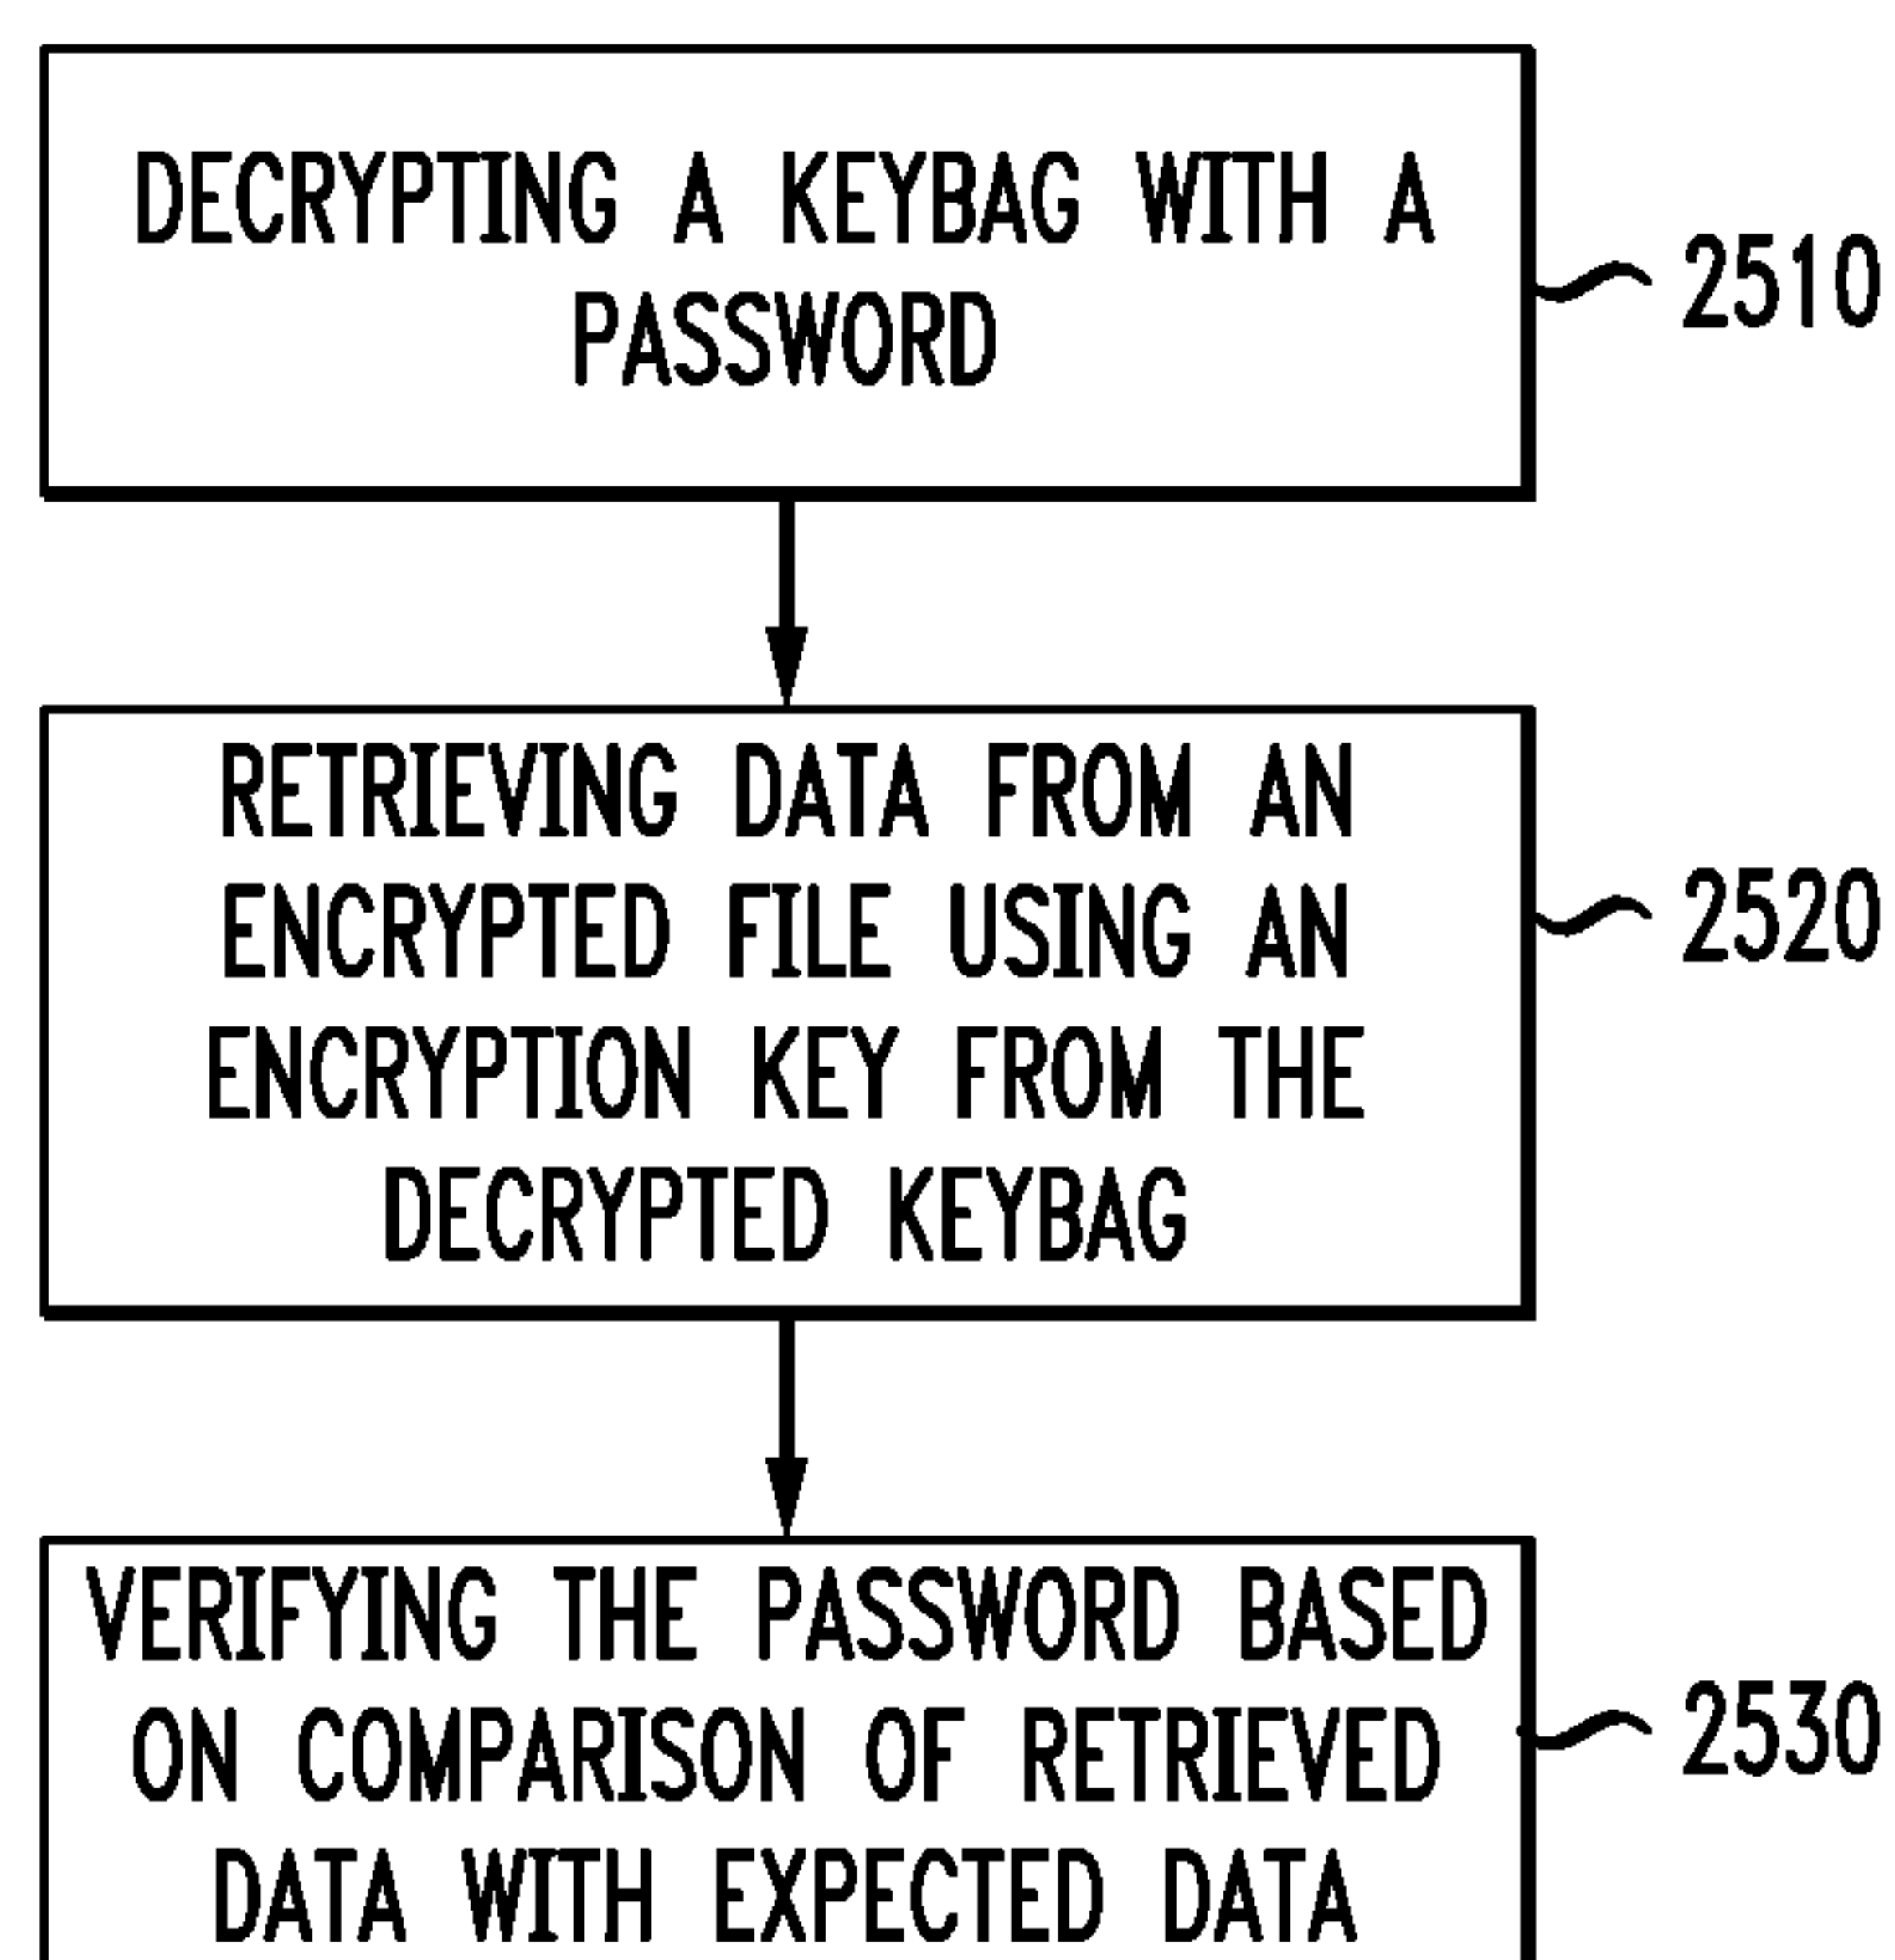 DECRYPTING A KEYBAG WITH A
PASSWORD
2510
RETRIEVING DATA FROM AN
ENCRYPTED FILE USING AN
ENCRYPTION KEY FROM THE
DECRYPTED KEYBAG
2520
VERIFYING THE PASSWORD BASED
ON COMPARISON OF RETRIEVED
DATA WITH EXPECTED DATA
2530